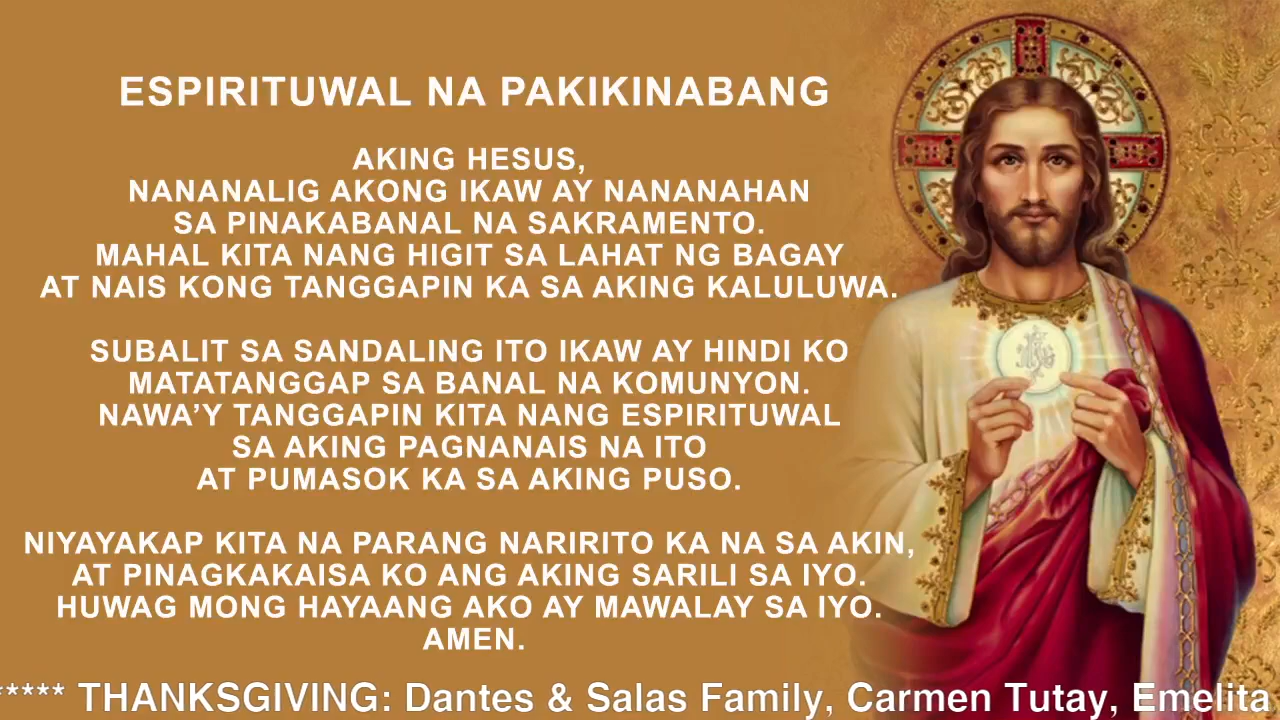 ESPIRITUWAL NA PAKIKINABANG
AKING HESUS,
NANANALIG AKONG IKAW AY NANANAHAN
SA PINAKABANAL NA SAKRAMENTO.
MAHAL KITA NANG HIGIT SA LAHAT NG BAGAY
AT NAIS KONG TANGGAPIN KA SA AKING KALULUWA.
SUBALIT SA SANDALING ITO IKAW AY HINDI KO
MATATANGGAP SA BANAL NA KOMUNYON.
NAWA’Y TANGGAPIN KITA NANG ESPIRITUWAL
SA AKING PAGNANAIS NA ITO
AT PUMASOK KA SA AKING PUSO.
NIYAYAKAP KITA NA PARANG NARIRITO KA NA SA AKIN,
AT PINAGKAKAISA KO ANG AKING SARILI SA IYO.
HUWAG MONG HAYAANG AKO AY MAWALAY SA IYO.
AMEN.
***** THANKSGIVING: Dantes & Salas Family, Carmen Tutay, Emelita